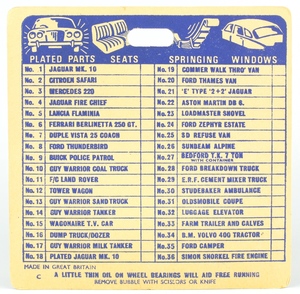 PLATED PARTS SEATS SPRINGING WINDOWS
No. 1 JAGUAR MK. 10
No. 2 CITROEN SAFARI
No. 3 MERCEDES 220
No. 4 JAGUAR FIRE CHIEF
No. 5 LANCIA FLAMINIA
No. 6 FERRARI BERLINETTA 250 GT.
No. 7 DUPLE VISTA 25 COACH
No. 8 FORD THUNDERBIRD
No. 9 BUICK POLICE PATROL
No. 10 GUY WARRIOR COAL TRUCK
No. 11 F/C LAND ROVER
No. 12 TOWER WAGON
No. 13 GUY WARRIOR SAND TRUCK
No. 14 GUY WARRIOR TANKER
No. 15 WAGONAIRE T.V. CAR
No. 16 DUMP TRUCK/DOZER
No. 17 GUY WARRIOR MILK TANKER
No. 18 PLATED JAGUAR MK. 10
No. 19 COMMER WALK THRO' VAN
No. 20 FORD THAMES VAN
No. 21 'E' TYPE '2+2' JAGUAR
No. 22 ASTON MARTIN DB 6.
No. 23 LOADMASTER SHOVEL
No. 24 FORD ZEPHYR ESTATE
No. 25 SD REFUSE VAN
No. 26 SUNBEAM ALPINE
No. 27 BEDFORD T.K. 7 TON
WITH CONTAINER
No. 28 FORD BREAKDOWN TRUCK
No. 29 E.R.F. CEMENT MIXER TRUCK
No. 30 STUDEBAKER AMBULANCE
No. 31 OLDSMOBILE COUPE
No. 32 LUGGAGE ELEVATOR
No. 33 FARM TRAILER AND CALVES
No. 34 B.M. VOLVO 400 TRACTOR
No. 35 FORD CAMPER
No. 36 SIMON SNORKEL FIRE ENGINE
MADE IN GREAT BRITAIN
C A LITTLE THIN OIL ON WHEEL BEARINGS WILL AID FREE RUNNING
REMOVE BUBBLE WITH SCISSORS OR KNIFE